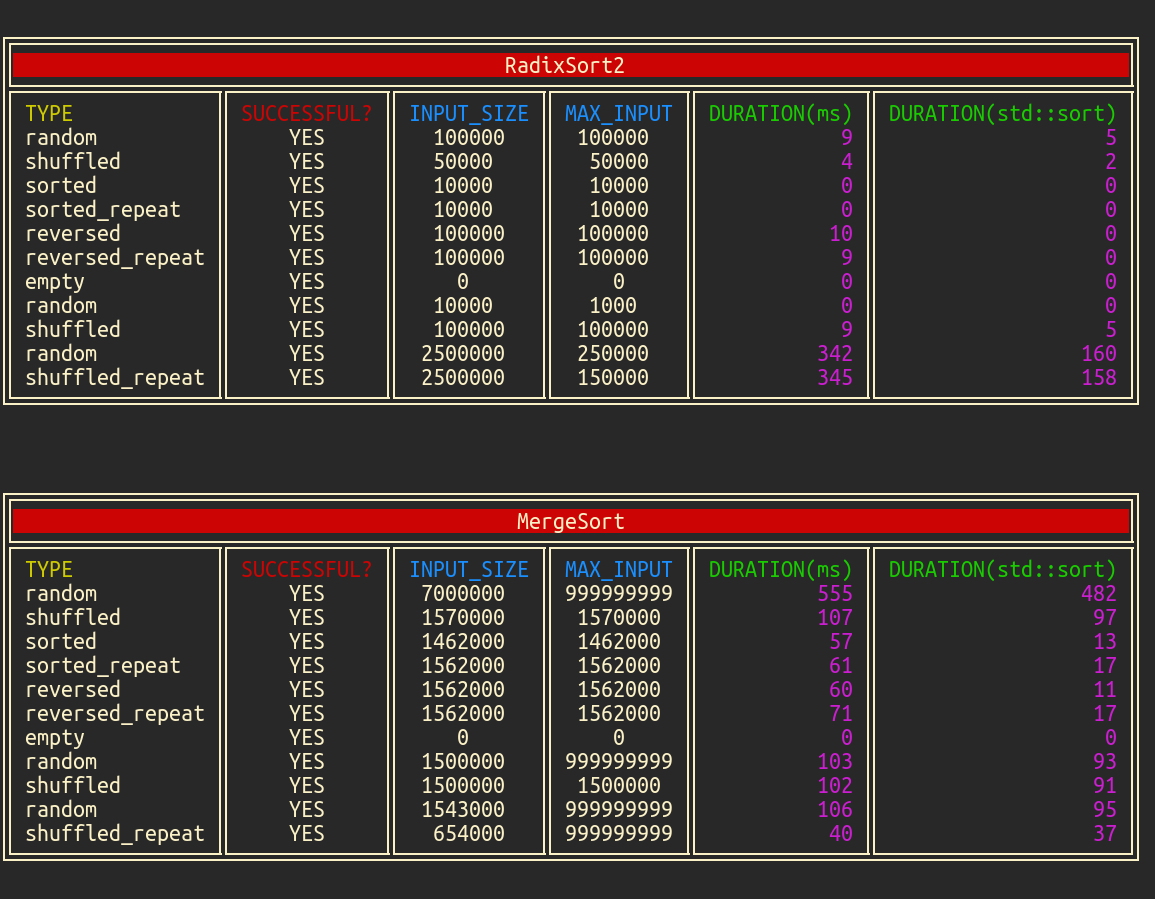 RadixSort2
TYPE SUCCESSFUL? INPUT_SIZE MAX_INPUT DURATION(ms) DURATION(std::sort)
random YES 100000 100000 9 5
shuffled YES 50000 50000 4 2
sorted YES 10000 10000 0 0
sorted_repeat YES 10000 10000 0 0
reversed YES 100000 100000 10 0
reversed_repeat YES 100000 100000 9 0
empty YES 0 0 0 0
random YES 10000 1000 0 0
shuffled YES 100000 100000 9 5
random YES 2500000 250000 342 160
shuffled_repeat YES 2500000 150000 345 158
MergeSort
TYPE SUCCESSFUL? INPUT_SIZE MAX_INPUT DURATION(ms) DURATION(std::sort)
random YES 7000000 999999999 555 482
shuffled YES 1570000 1570000 107 97
sorted YES 1462000 1462000 57 13
sorted_repeat YES 1562000 1562000 61 17
reversed YES 1562000 1562000 60 11
reversed_repeat YES 1562000 1562000 71 17
empty YES 0 0 0 0
random YES 1500000 999999999 103 93
shuffled YES 1500000 1500000 102 91
random YES 1543000 999999999 106 95
shuffled_repeat YES 654000 999999999 40 37